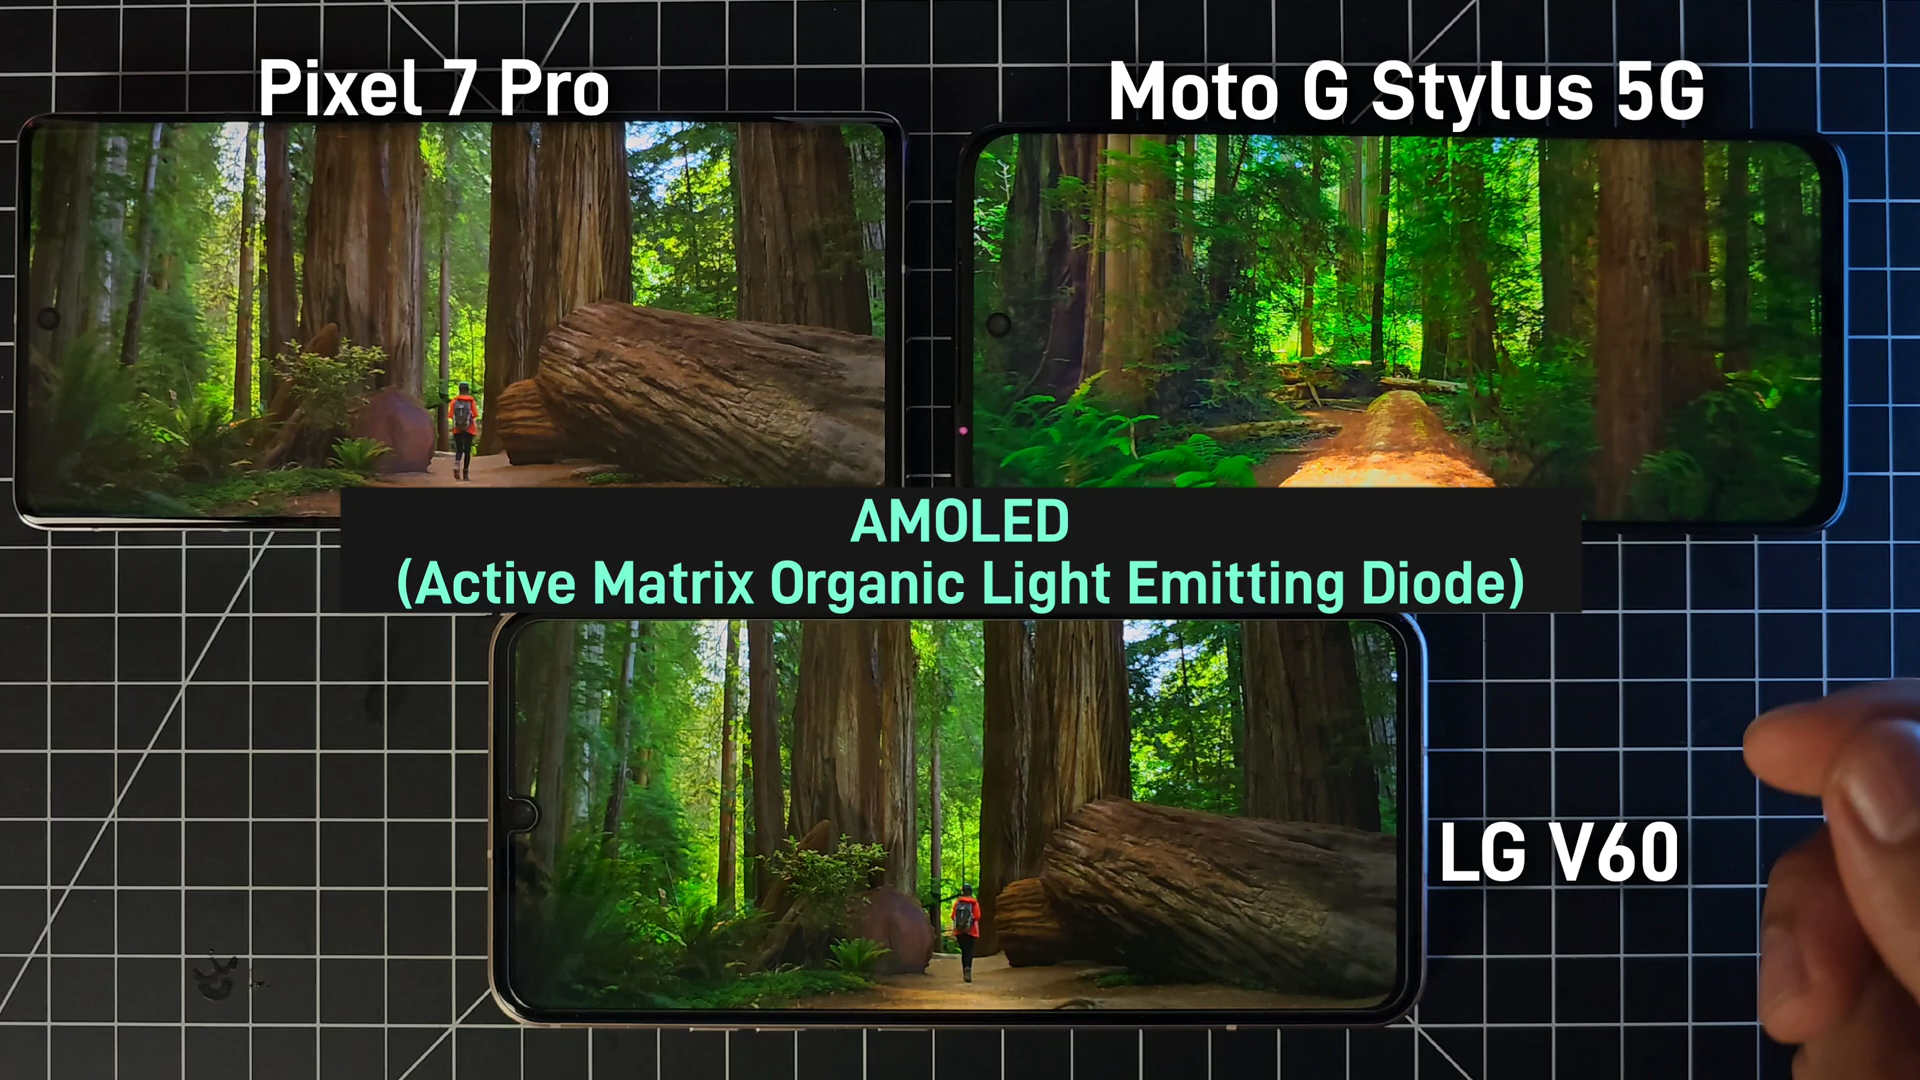 Pixel 7 Pro
Moto G Stylus 5G
AMOLED
(Active Matrix Organic Light Emitting Diode)
LG V60